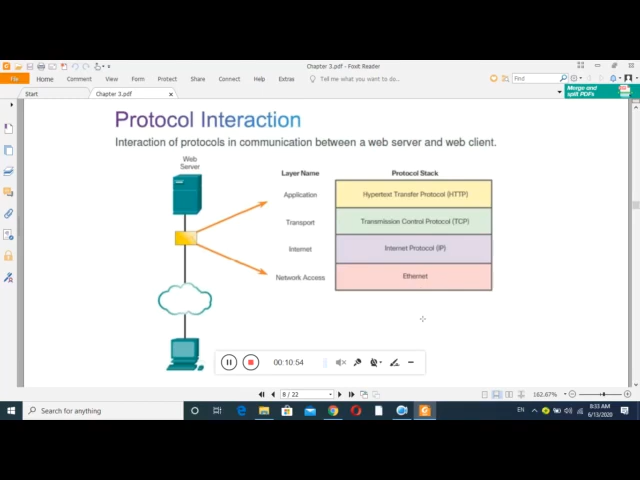 Chapter 3.pdf - Foxit Reader
File Home Comment View Form Protect Share Connect Help Extras Tell me what you want to do... Find
Start Chapter 3.pdf Merge and
split PDFs
Protocol Interaction
Interaction of protocols in communication between a web server and web client.
Web
Server
Layer Name Protocol Stack
Application Hypertext Transfer Protocol (HTTP)
Transport Transmission Control Protocol (TCP)
Internet Internet Protocol (IP)
Network Access Ethernet
00:10:54
8 / 22 162.67%
Search for anything EN 8:55 AM
6/13/2020